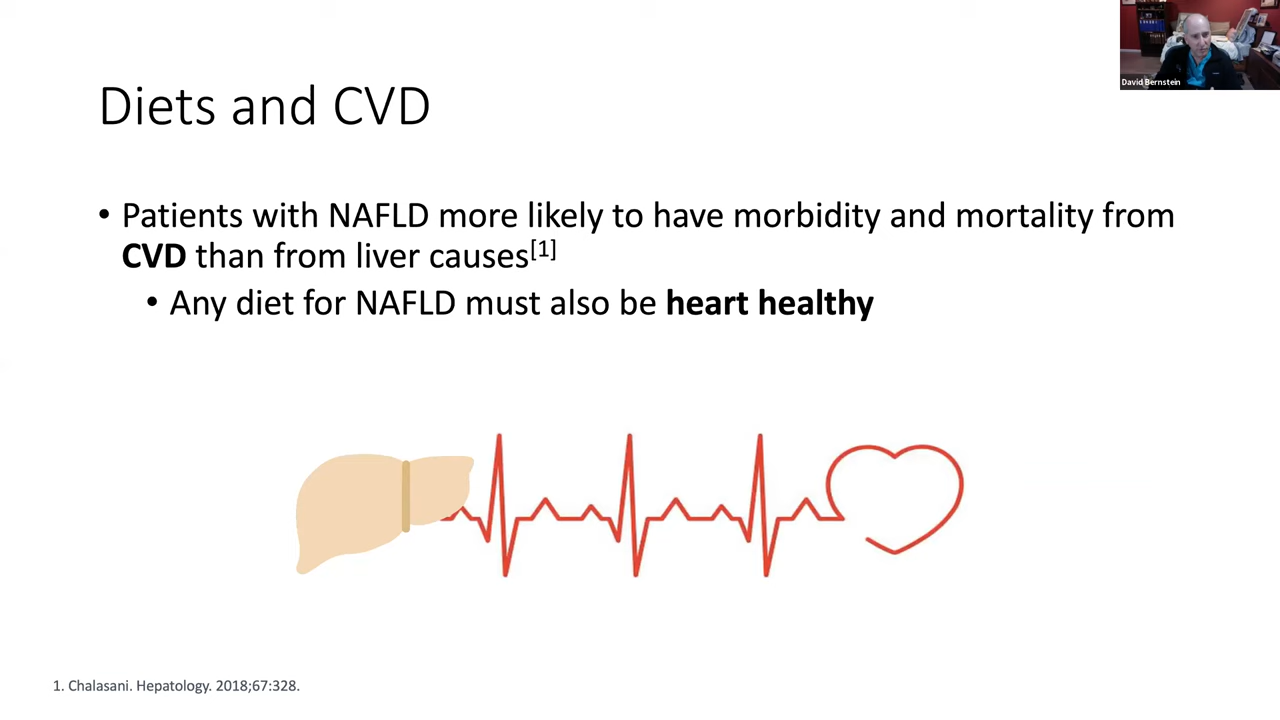 David Bernstein
Diets and CVD
• Patients with NAFLD more likely to have morbidity and mortality from
CVD than from liver causes[1]
• Any diet for NAFLD must also be heart healthy
1. Chalasani. Hepatology. 2018;67:328.